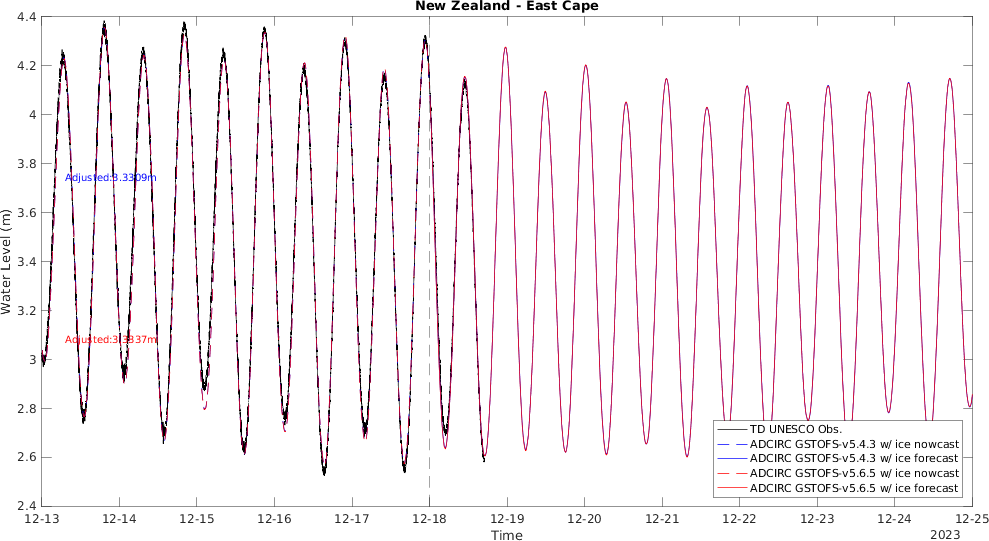 New Zealand - East Cape
4.4
4.2
4
3.8
3.6
3.4
3.2
3
2.8
2.6
2.4
Water Level (m)
Adjusted:3.3309m
Adjusted:3.3337m
TD UNESCO Obs.
ADCIRC GSTOFS-v5.4.3 w/ ice nowcast
ADCIRC GSTOFS-v5.4.3 w/ ice forecast
ADCIRC GSTOFS-v5.6.5 w/ ice nowcast
ADCIRC GSTOFS-v5.6.5 w/ ice forecast
12-13 12-14 12-15 12-16 12-17 12-18 12-19 12-20 12-21 12-22 12-23 12-24 12-25
Time
2023